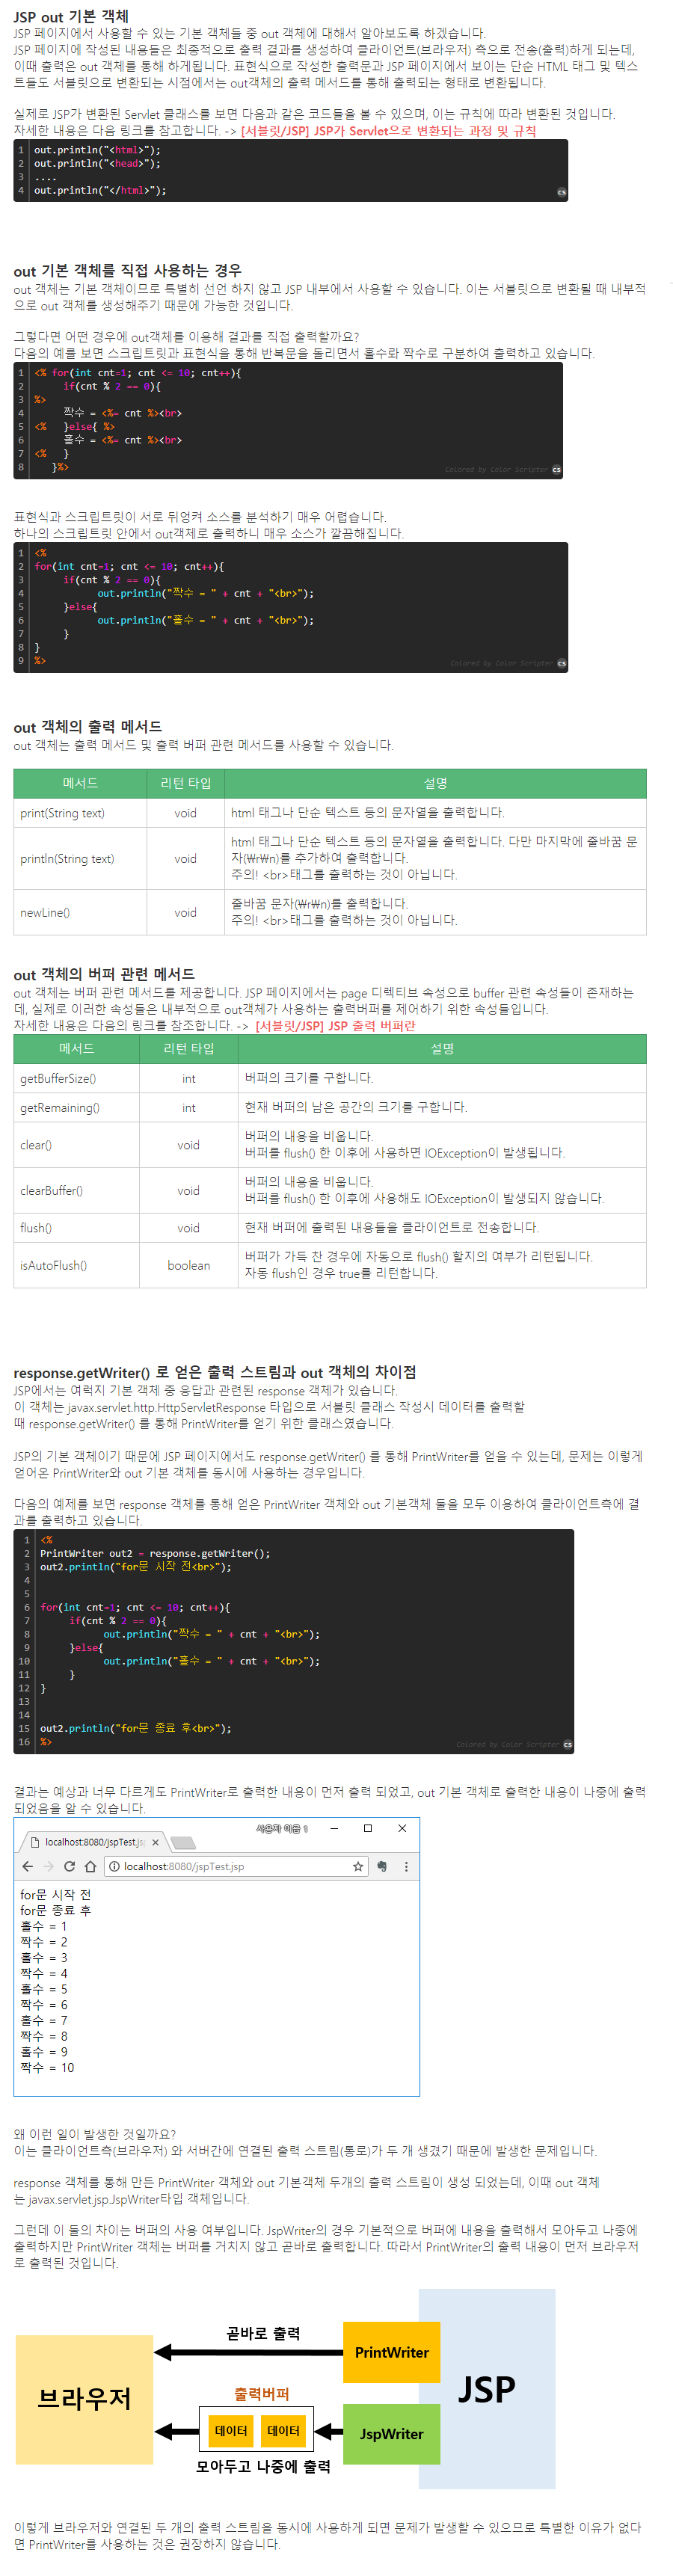 JSP out 기본 객체
JSP 페이지에서 사용할 수 있는 기본 객체들 중 out 객체에 대해서 알아보도록 하겠습니다.
JSP 페이지에 작성된 내용들은 최종적으로 출력 결과를 생성하여 클라이언트(브라우저) 측으로 전송(출력)하게 되는데,
이때 출력은 out 객체를 통해 하게됩니다. 표현식으로 작성한 출력문과 JSP 페이지에서 보이는 단순 HTML 태그 및 텍스
트들도 서블릿으로 변환되는 시점에서는 out객체의 출력 메서드를 통해 출력되는 형태로 변환됩니다.
실제로 JSP가 변환된 Servlet 클래스를 보면 다음과 같은 코드들을 볼 수 있으며, 이는 규칙에 따라 변환된 것입니다.
자세한 내용은 다음 링크를 참고합니다. -> [서블릿/JSP] JSP가 Servlet으로 변환되는 과정 및 규칙
1 out.println("<html>");
2 out.println("<head>");
3 ....
4 out.println("</html>");
cs
out 기본 객체를 직접 사용하는 경우
out 객체는 기본 객체이므로 특별히 선언 하지 않고 JSP 내부에서 사용할 수 있습니다. 이는 서블릿으로 변환될 때 내부적
으로 out 객체를 생성해주기 때문에 가능한 것입니다.
그렇다면 어떤 경우에 out객체를 이용해 결과를 직접 출력할까요?
다음의 예를 보면 스크립트릿과 표현식을 통해 반복문을 돌리면서 홀수롸 짝수로 구분하여 출력하고 있습니다.
1 <% for(int cnt=1; cnt <= 10; cnt++){
2 if(cnt % 2 == 0){
3 %>
4 짝수 = <%= cnt %><br>
5 <% }else{ %>
6 홀수 = <%= cnt %><br>
7 <% }
8 }%>
Colored by Color Scripter cs
표현식과 스크립트릿이 서로 뒤엉켜 소스를 분석하기 매우 어렵습니다.
하나의 스크립트릿 안에서 out객체로 출력하니 매우 소스가 깔끔해집니다.
1 <%
2 for(int cnt=1; cnt <= 10; cnt++){
3 if(cnt % 2 == 0){
4 out.println("짝수 = " + cnt + "<br>");
5 }else{
6 out.println("홀수 = " + cnt + "<br>");
7 }
8 }
9 %>
Colored by Color Scripter cs
out 객체의 출력 메서드
out 객체는 출력 메서드 및 출력 버퍼 관련 메서드를 사용할 수 있습니다.
메서드 리턴 타입 설명
print(String text) void html 태그나 단순 텍스트 등의 문자열을 출력합니다.
println(String text) void html 태그나 단순 텍스트 등의 문자열을 출력합니다. 다만 마지막에 줄바꿈 문
자(₩r₩n)를 추가하여 출력합니다.
주의! <br>태그를 출력하는 것이 아닙니다.
newLine() void 줄바꿈 문자(₩r₩n)를 출력합니다.
주의! <br>태그를 출력하는 것이 아닙니다.
out 객체의 버퍼 관련 메서드
out 객체는 버퍼 관련 메서드를 제공합니다. JSP 페이지에서는 page 디렉티브 속성으로 buffer 관련 속성들이 존재하는
데, 실제로 이러한 속성들은 내부적으로 out객체가 사용하는 출력버퍼를 제어하기 위한 속성들입니다.
자세한 내용은 다음의 링크를 참조합니다. -> [서블릿/JSP] JSP 출력 버퍼란
메서드 리턴 타입 설명
getBufferSize() int 버퍼의 크기를 구합니다.
getRemaining() int 현재 버퍼의 남은 공간의 크기를 구합니다.
clear() void 버퍼의 내용을 비웁니다.
버퍼를 flush() 한 이후에 사용하면 IOException이 발생됩니다.
clearBuffer() void 버퍼의 내용을 비웁니다.
버퍼를 flush() 한 이후에 사용해도 IOException이 발생되지 않습니다.
flush() void 현재 버퍼에 출력된 내용들을 클라이언트로 전송합니다.
isAutoFlush() boolean 버퍼가 가득 찬 경우에 자동으로 flush() 할지의 여부가 리턴됩니다.
자동 flush인 경우 true를 리턴합니다.
response.getWriter() 로 얻은 출력 스트림과 out 객체의 차이점
JSP에서는 여럭지 기본 객체 중 응답과 관련된 response 객체가 있습니다.
이 객체는 javax.servlet.http.HttpServletResponse 타입으로 서블릿 클래스 작성시 데이터를 출력할
때 response.getWriter() 를 통해 PrintWriter를 얻기 위한 클래스였습니다.
JSP의 기본 객체이기 때문에 JSP 페이지에서도 response.getWriter() 를 통해 PrintWriter를 얻을 수 있는데, 문제는 이렇게
얻어온 PrintWriter와 out 기본 객체를 동시에 사용하는 경우입니다.
다음의 예제를 보면 response 객체를 통해 얻은 PrintWriter 객체와 out 기본객체 둘을 모두 이용하여 클라이언트측에 결
과를 출력하고 있습니다.
1 <%
2 PrintWriter out2 = response.getWriter();
3 out2.println("for문 시작 전<br>");
4
5
6 for(int cnt=1; cnt <= 10; cnt++){
7 if(cnt % 2 == 0){
8 out.println("짝수 = " + cnt + "<br>");
9 }else{
10 out.println("홀수 = " + cnt + "<br>");
11 }
12 }
13
14
15 out2.println("for문 종료 후<br>");
16 %>
Colored by Color Scripter cs
결과는 예상과 너무 다르게도 PrintWriter로 출력한 내용이 먼저 출력 되었고, out 기본 객체로 출력한 내용이 나중에 출력
되었음을 알 수 있습니다.
사용자 이름 1
localhost:8080/jspTest.js
localhost:8080/jspTest.jsp
for문 시작 전
for문 종료 후
홀수 = 1
짝수 = 2
홀수 = 3
짝수 = 4
홀수 = 5
짝수 = 6
홀수 = 7
짝수 = 8
홀수 = 9
짝수 = 10
왜 이런 일이 발생한 것일까요?
이는 클라이언트측(브라우저) 와 서버간에 연결된 출력 스트림(통로)가 두 개 생겼기 때문에 발생한 문제입니다.
response 객체를 통해 만든 PrintWriter 객체와 out 기본객체 두개의 출력 스트림이 생성 되었는데, 이때 out 객체
는 javax.servlet.jsp.JspWriter타입 객체입니다.
그런데 이 둘의 차이는 버퍼의 사용 여부입니다. JspWriter의 경우 기본적으로 버퍼에 내용을 출력해서 모아두고 나중에
출력하지만 PrintWriter 객체는 버퍼를 거치지 않고 곧바로 출력합니다. 따라서 PrintWriter의 출력 내용이 먼저 브라우저
로 출력된 것입니다.
곧바로 출력
PrintWriter
브라우저
JSP
출력버퍼
데이터 데이터
JspWriter
모아두고 나중에 출력
이렇게 브라우저와 연결된 두 개의 출력 스트림을 동시에 사용하게 되면 문제가 발생할 수 있으므로 특별한 이유가 없다
면 PrintWriter를 사용하는 것은 권장하지 않습니다.